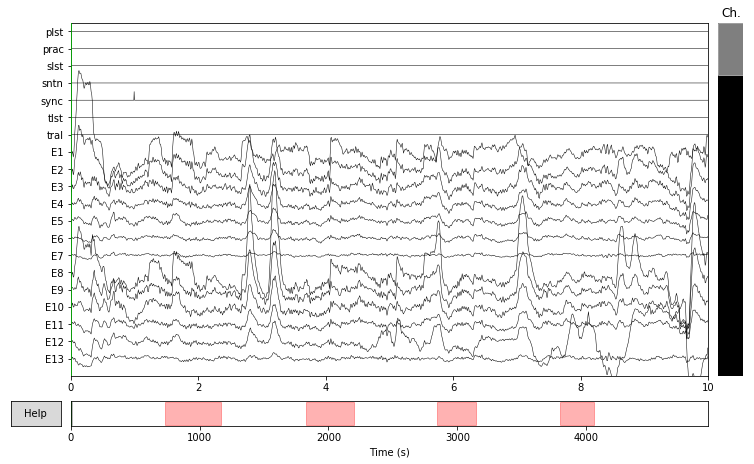 Ch.
plst
prac
slst
sntn
sync
tlst
tral
E1
E2
E3
E4
E5
E6
E7
E8
E9
E10
E11
E12
E13
0 2 4 6 8 10
Help
0 1000 2000 3000 4000
Time (s)